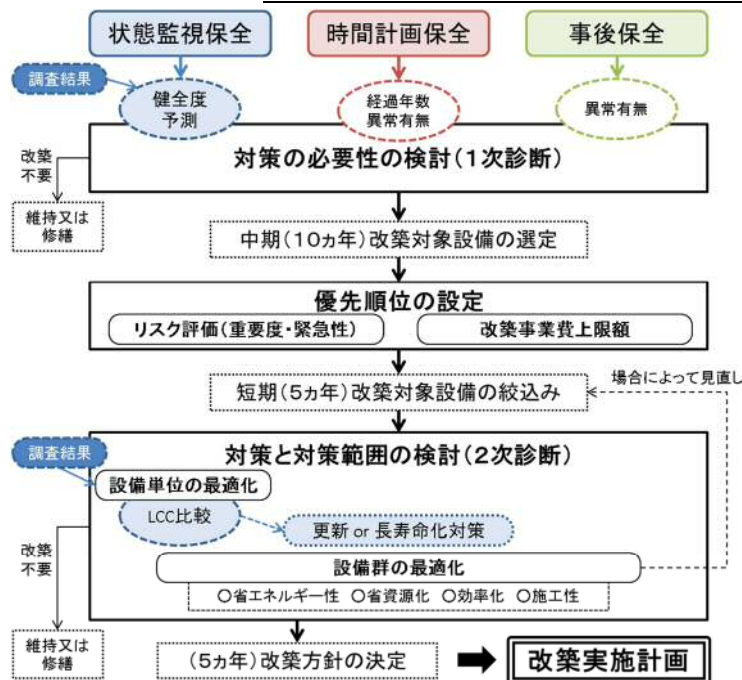 状態監視保全
時間計画保全
事後保全
調査結果
健全度
予測
経過年数
異常有無
異常有無
対策の必要性の検討(1次診断)
改築
不要
維持又は
修繕
中期(10ヵ年)改築対象設備の選定
優先順位の設定
リスク評価(重要度・緊急性)
改築事業費上限額
場合によって見直し
短期(5ヵ年)改築対象設備の絞込み
対策と対策範囲の検討(2次診断)
調査結果
設備単位の最適化
LCC比較
更新 or 長寿命化対策
改築
不要
設備群の最適化
○省エネルギー性 ○省資源化 ○効率化 ○施工性
維持又は
修繕
(5ヵ年)改築方針の決定
改築実施計画